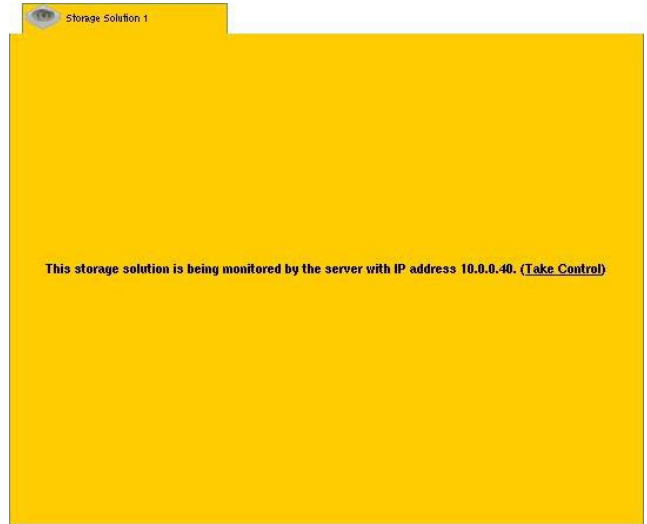 Storage Solution 1
This storage solution is being monitored by the server with IP address 10.0.0.40. (Take Control)